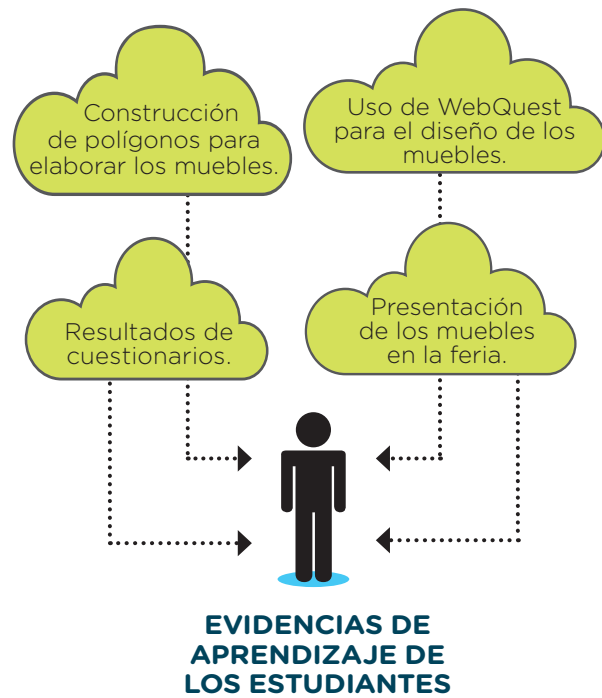 Construcción
de polígonos para
elaborar los muebles.
Uso de WebQuest
para el diseño de los
muebles.
Resultados de
cuestionarios.
Presentación
de los muebles
en la feria.
EVIDENCIAS DE
APRENDIZAJE DE
LOS ESTUDIANTES